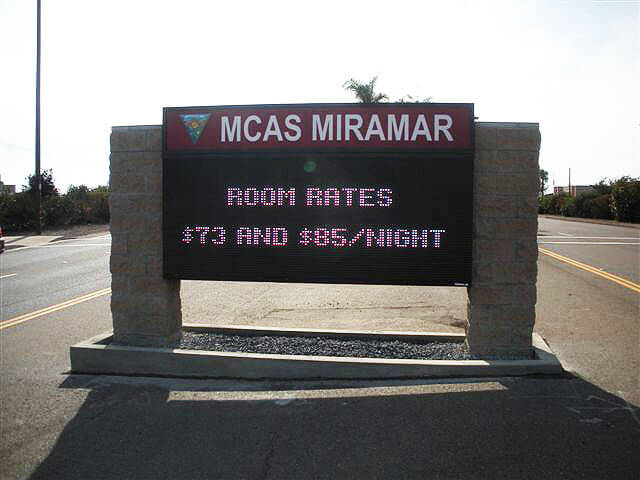 MCAS MIRAMAR
ROOM RATES
$73 AND $85/NIGHT